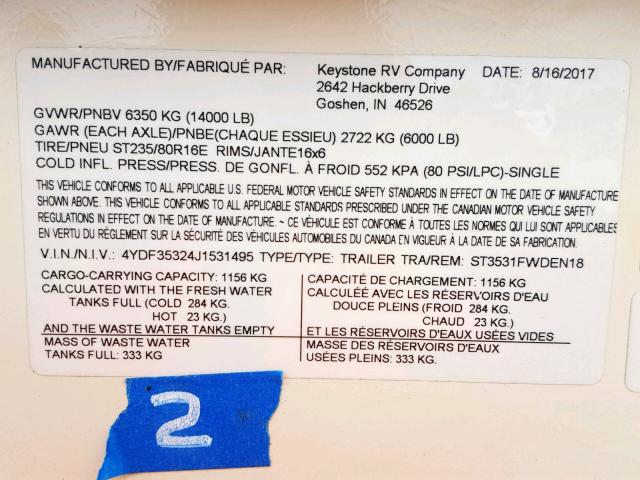 MANUFACTURED BY/FABRIQUÉ PAR: Keystone RV Company DATE: 8/16/2017
2642 Hackberry Drive
Goshen, IN 46526
GVWR/PNBV 6350 KG (14000 LB)
GAWR (EACH AXLE)/PNBE(CHAQUE ESSIEU) 2722 KG (6000 LB)
TIRE/PNEU ST235/80R16E RIMS/JANTE16x6
COLD INFL. PRESS/PRESS. DE GONFL. À FROID 552 KPA (80 PSI/LPC)-SINGLE
THIS VEHICLE CONFORMS TO ALL APPLICABLE U.S. FEDERAL MOTOR VEHICLE SAFETY STANDARDS IN EFFECT ON THE DATE OF MANUFACTURE
SHOWN ABOVE. THIS VEHICLE CONFORMS TO ALL APPLICABLE STANDARDS PRESCRIBED UNDER THE CANADIAN MOTOR VEHICLE SAFETY
REGULATIONS IN EFFECT ON THE DATE OF MANUFACTURE. ~ CE VÉHICULE EST CONFORME À TOUTES LES NORMES QUI LUI SONT APPLICABLES
EN VERTU DU RÈGLEMENT SUR LA SÉCURITÉ DES VÉHICULES AUTOMOBILES DU CANADA EN VIGUEUR À LA DATE DE SA FABRICATION.
V.I.N./N.I.V.: 4YDF35324J1531495 TYPE/TYPE: TRAILER TRA/REM: ST3531FWDEN18
CARGO-CARRYING CAPACITY: 1156 KG
CALCULATED WITH THE FRESH WATER
TANKS FULL (COLD 284 KG.
HOT 23 KG.)
AND THE WASTE WATER TANKS EMPTY
MASS OF WASTE WATER
TANKS FULL: 333 KG
CAPACITÉ DE CHARGEMENT: 1156 KG
CALCULÉE AVEC LES RÉSERVOIRS D'EAU
DOUCE PLEINS (FROID 284 KG.
CHAUD 23 KG.)
ET LES RÉSERVOIRS D'EAUX USÉES VIDES
MASSE DES RÉSERVOIRS D'EAUX
USÉES PLEINS: 333 KG.
2